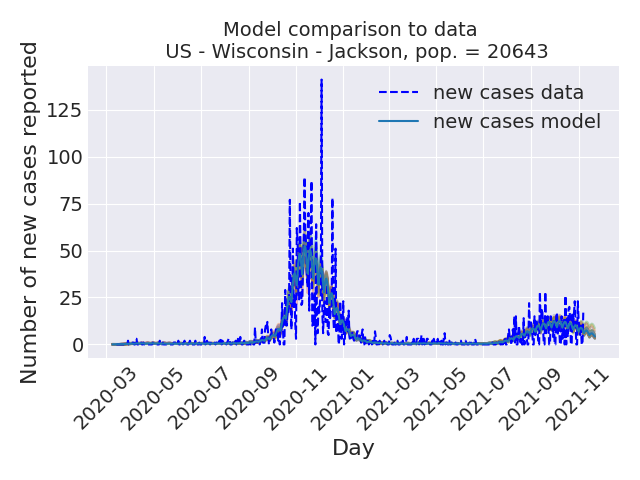 Model comparison to data
US - Wisconsin - Jackson, pop. = 20643
Number of new cases reported
125
100
75
50
25
0
new cases data
new cases model
2020-03
2020-05
2020-07
2020-09
2020-11
2021-01
2021-03
2021-05
2021-07
2021-09
2021-11
Day